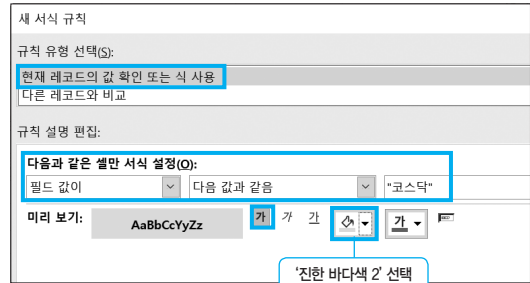 새 서식 규칙
규칙 유형 선택(S):
현재 레코드의 값 확인 또는 식 사용
다른 레코드와 비교
규칙 설명 편집:
다음과 같은 셀만 서식 설정(O):
필드 값이 다음 값과 같음 "코스닥"
미리 보기: AaBbCcYyZz 가 가 가 가
'진한 바다색 2' 선택